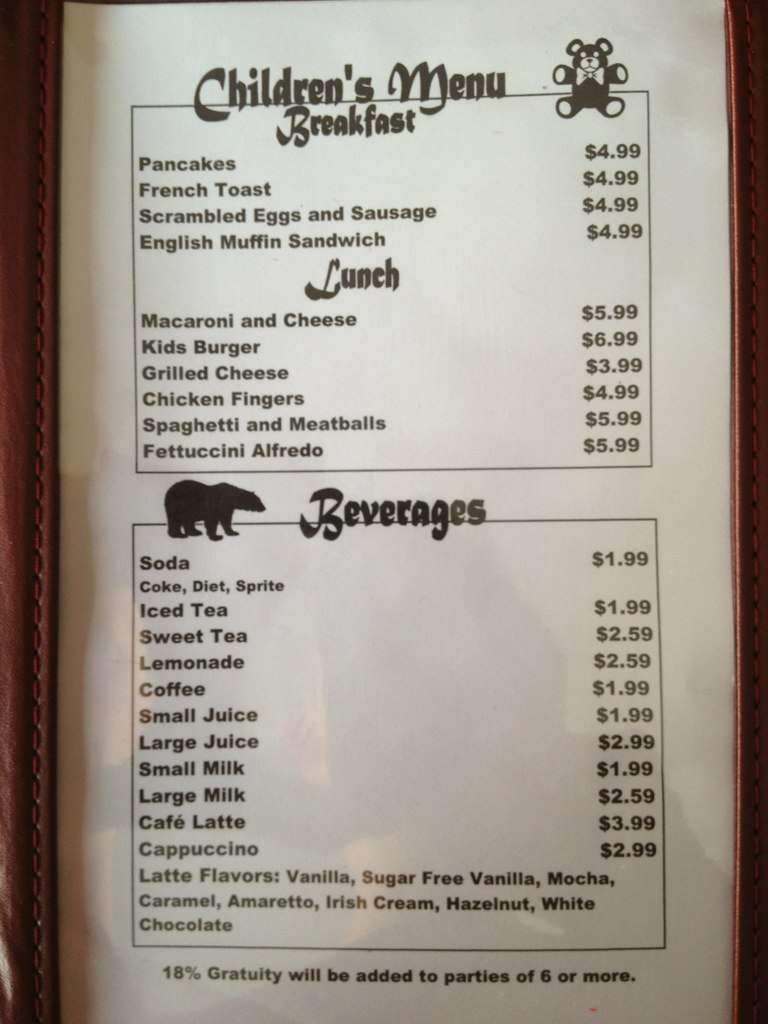 Children's Menu
Breakfast
Pancakes $4.99
French Toast $4.99
Scrambled Eggs and Sausage $4.99
English Muffin Sandwich $4.99
Lunch
Macaroni and Cheese $5.99
Kids Burger $6.99
Grilled Cheese $3.99
Chicken Fingers $4.99
Spaghetti and Meatballs $5.99
Fettuccini Alfredo $5.99
Beverages
Soda $1.99
Coke, Diet, Sprite
Iced Tea $1.99
Sweet Tea $2.59
Lemonade $2.59
Coffee $1.99
Small Juice $1.99
Large Juice $2.99
Small Milk $1.99
Large Milk $2.59
Café Latte $3.99
Cappuccino $2.99
Latte Flavors: Vanilla, Sugar Free Vanilla, Mocha,
Caramel, Amaretto, Irish Cream, Hazelnut, White
Chocolate
18% Gratuity will be added to parties of 6 or more.